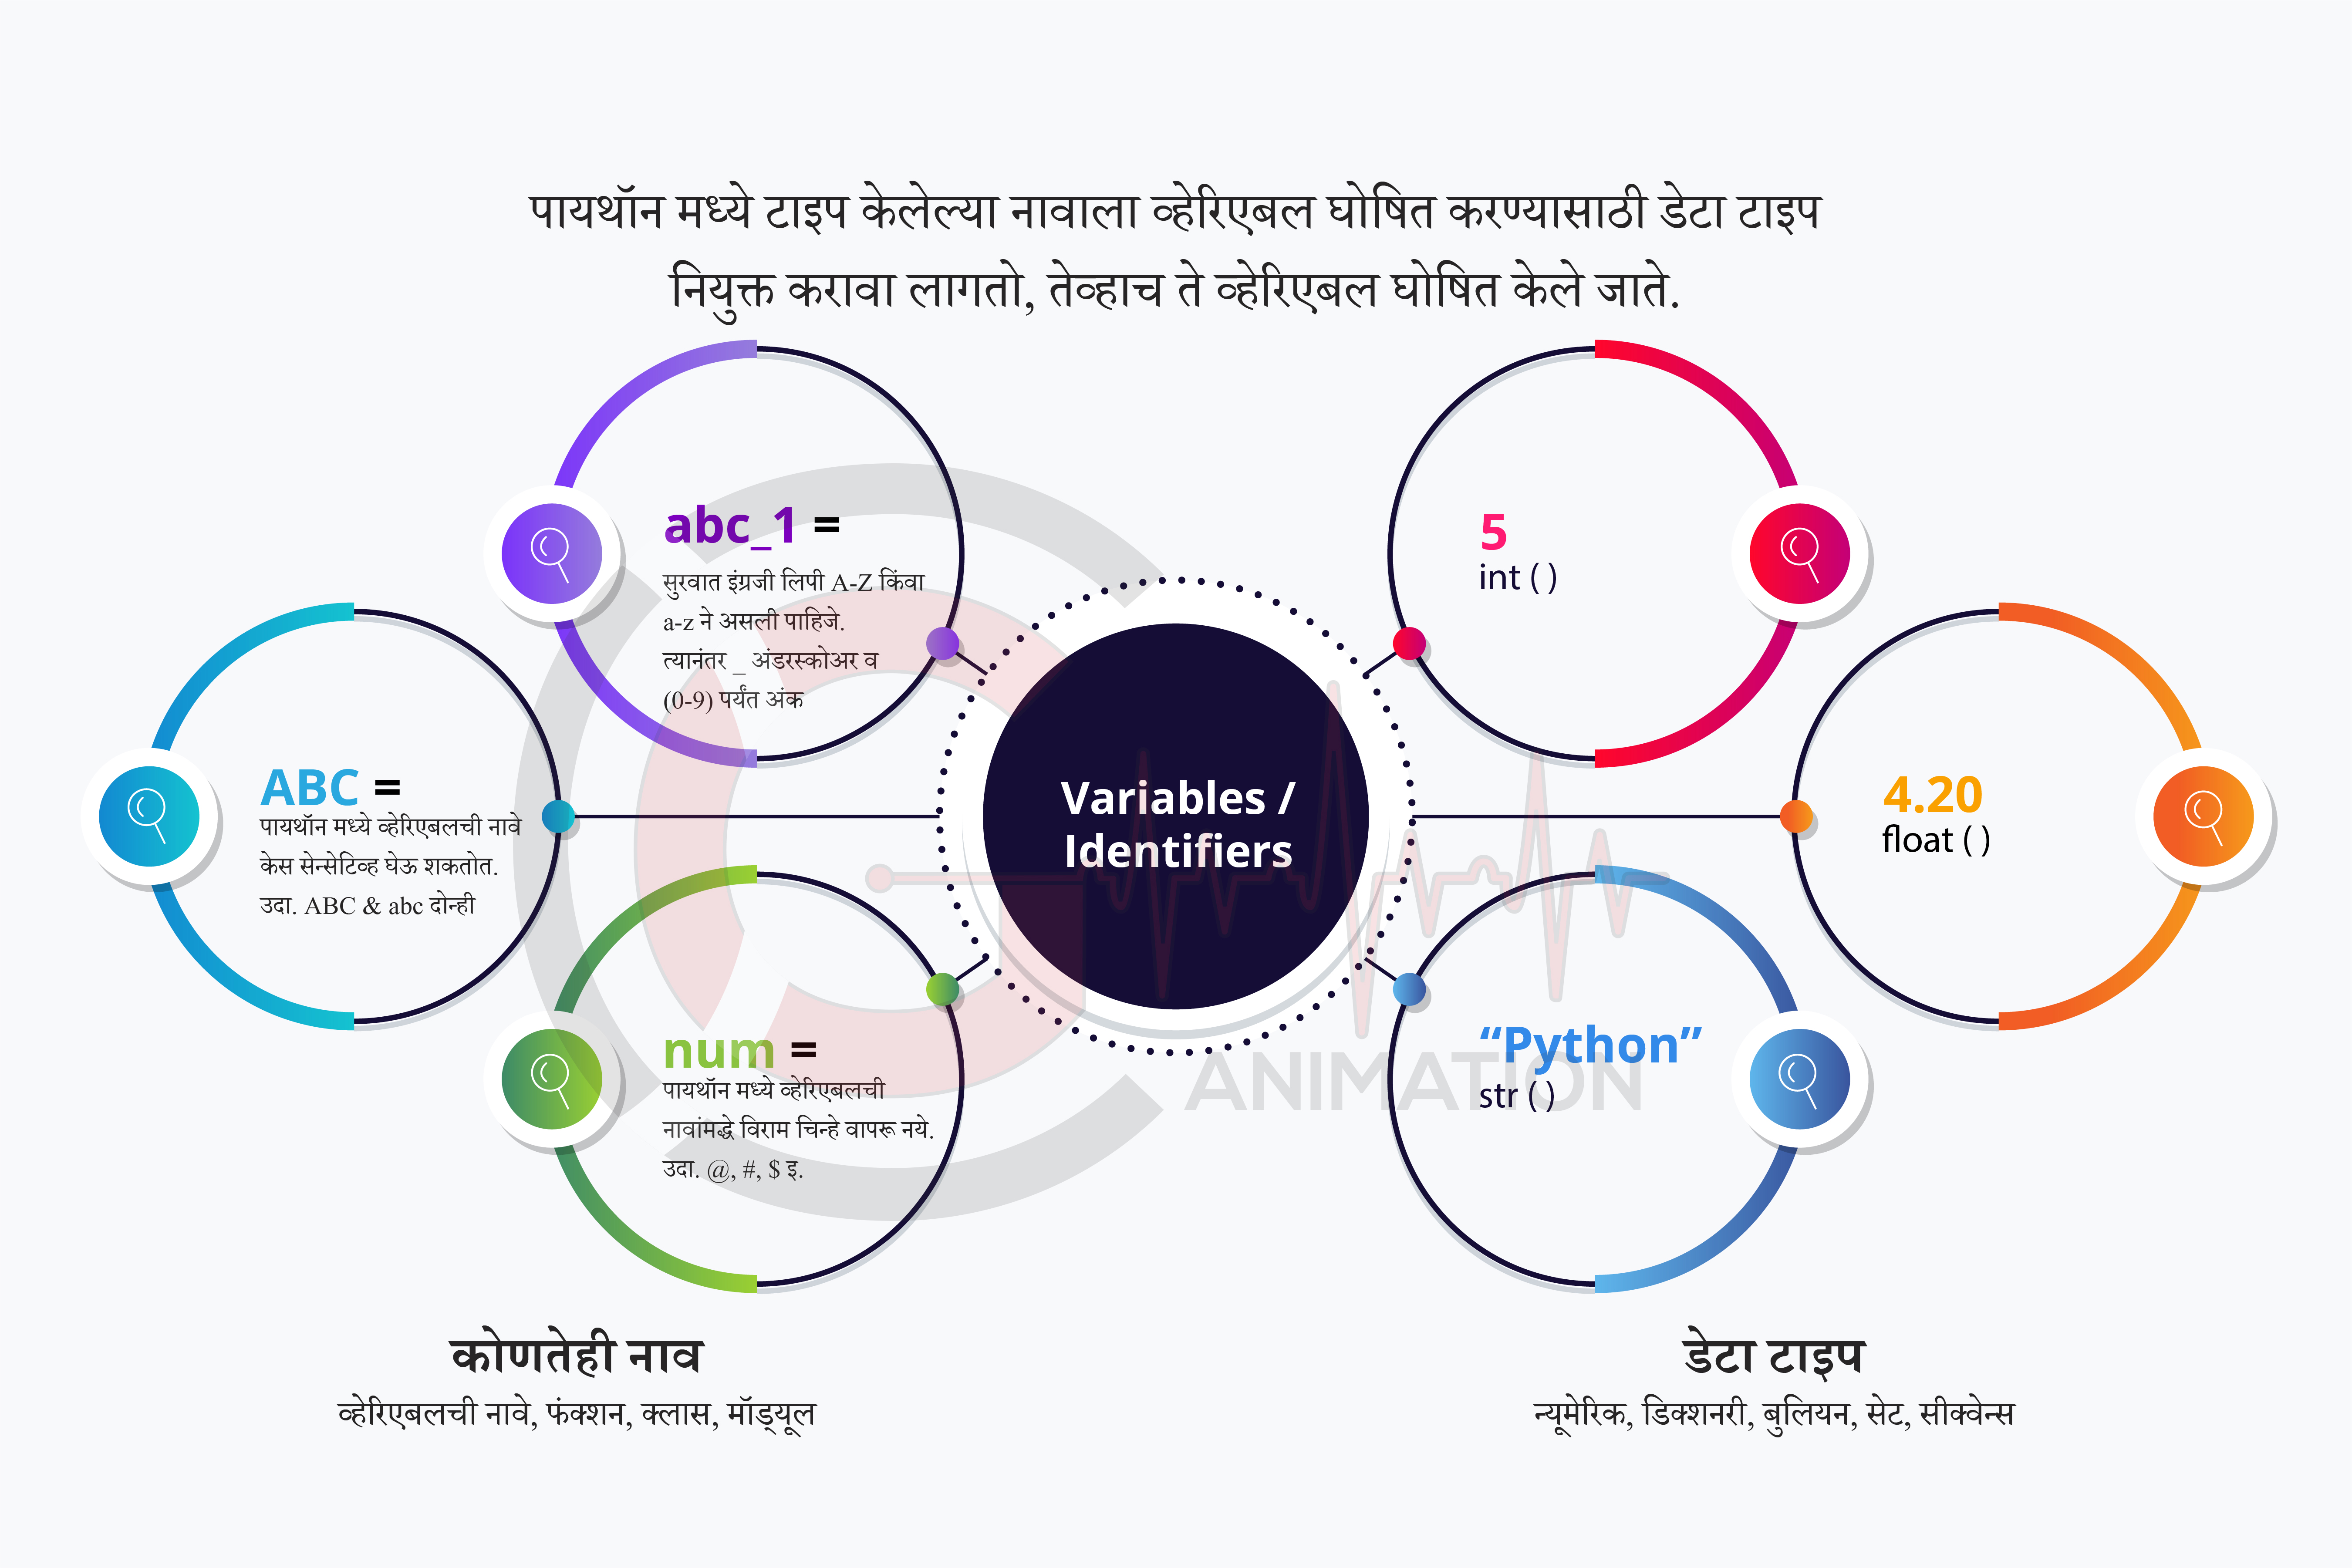 पायथॉन मध्ये टाइप केलेल्या नावाला व्हेरिएबल घोषित करण्यासाठी डेटा टाइप
नियुक्त करावा लागतो, तेव्हाच ते व्हेरिएबल घोषित केले जाते.
abc_1 =
सुरवात इंग्रजी लिपी A-Z किंवा
a-z ने असली पाहिजे.
त्यानंतर _ अंडरस्कोअर व
(0-9) पर्यंत अंक
ABC =
पायथॉन मध्ये व्हेरिएबलची नावे
केस सेन्सेटिव्ह घेऊ शकतोत.
उदा. ABC & abc दोन्ही
num =
पायथॉन मध्ये व्हेरिएबलची
नावांमद्धे विराम चिन्हे वापरू नये.
उदा. @, #, $ इ.
Variables /
Identifiers
5
int ( )
4.20
float ( )
“Python”
str ( )
ANIMATION
कोणतेही नाव
व्हेरिएबलची नावे, फंक्शन, क्लास, मॉड्यूल
डेटा टाइप
न्यूमेरिक, डिक्शनरी, बुलियन, सेट, सीक्वेन्स